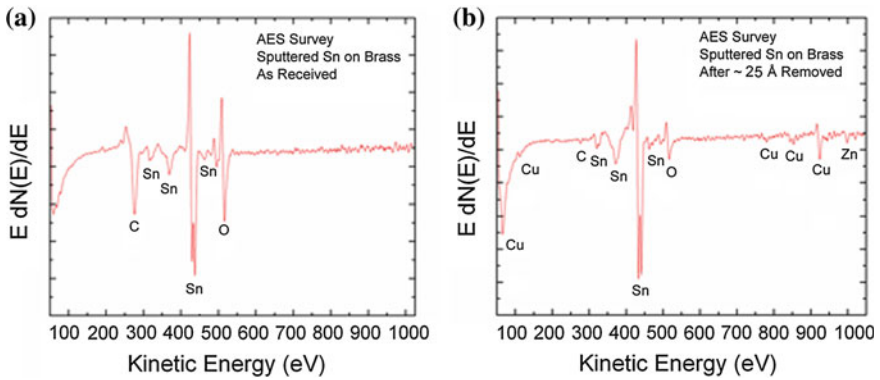 (a)
AES Survey
Sputtered Sn on Brass
As Received
E dN(E)/dE
Sn
Sn
Sn
C
O
Sn
100 200 300 400 500 600 700 800 900 1000
Kinetic Energy (eV)
(b)
AES Survey
Sputtered Sn on Brass
After ~ 25 Å Removed
E dN(E)/dE
Cu
C
Sn
Sn
Sn
O
Cu
Cu
Cu
Zn
Cu
Sn
100 200 300 400 500 600 700 800 900 1000
Kinetic Energy (eV)